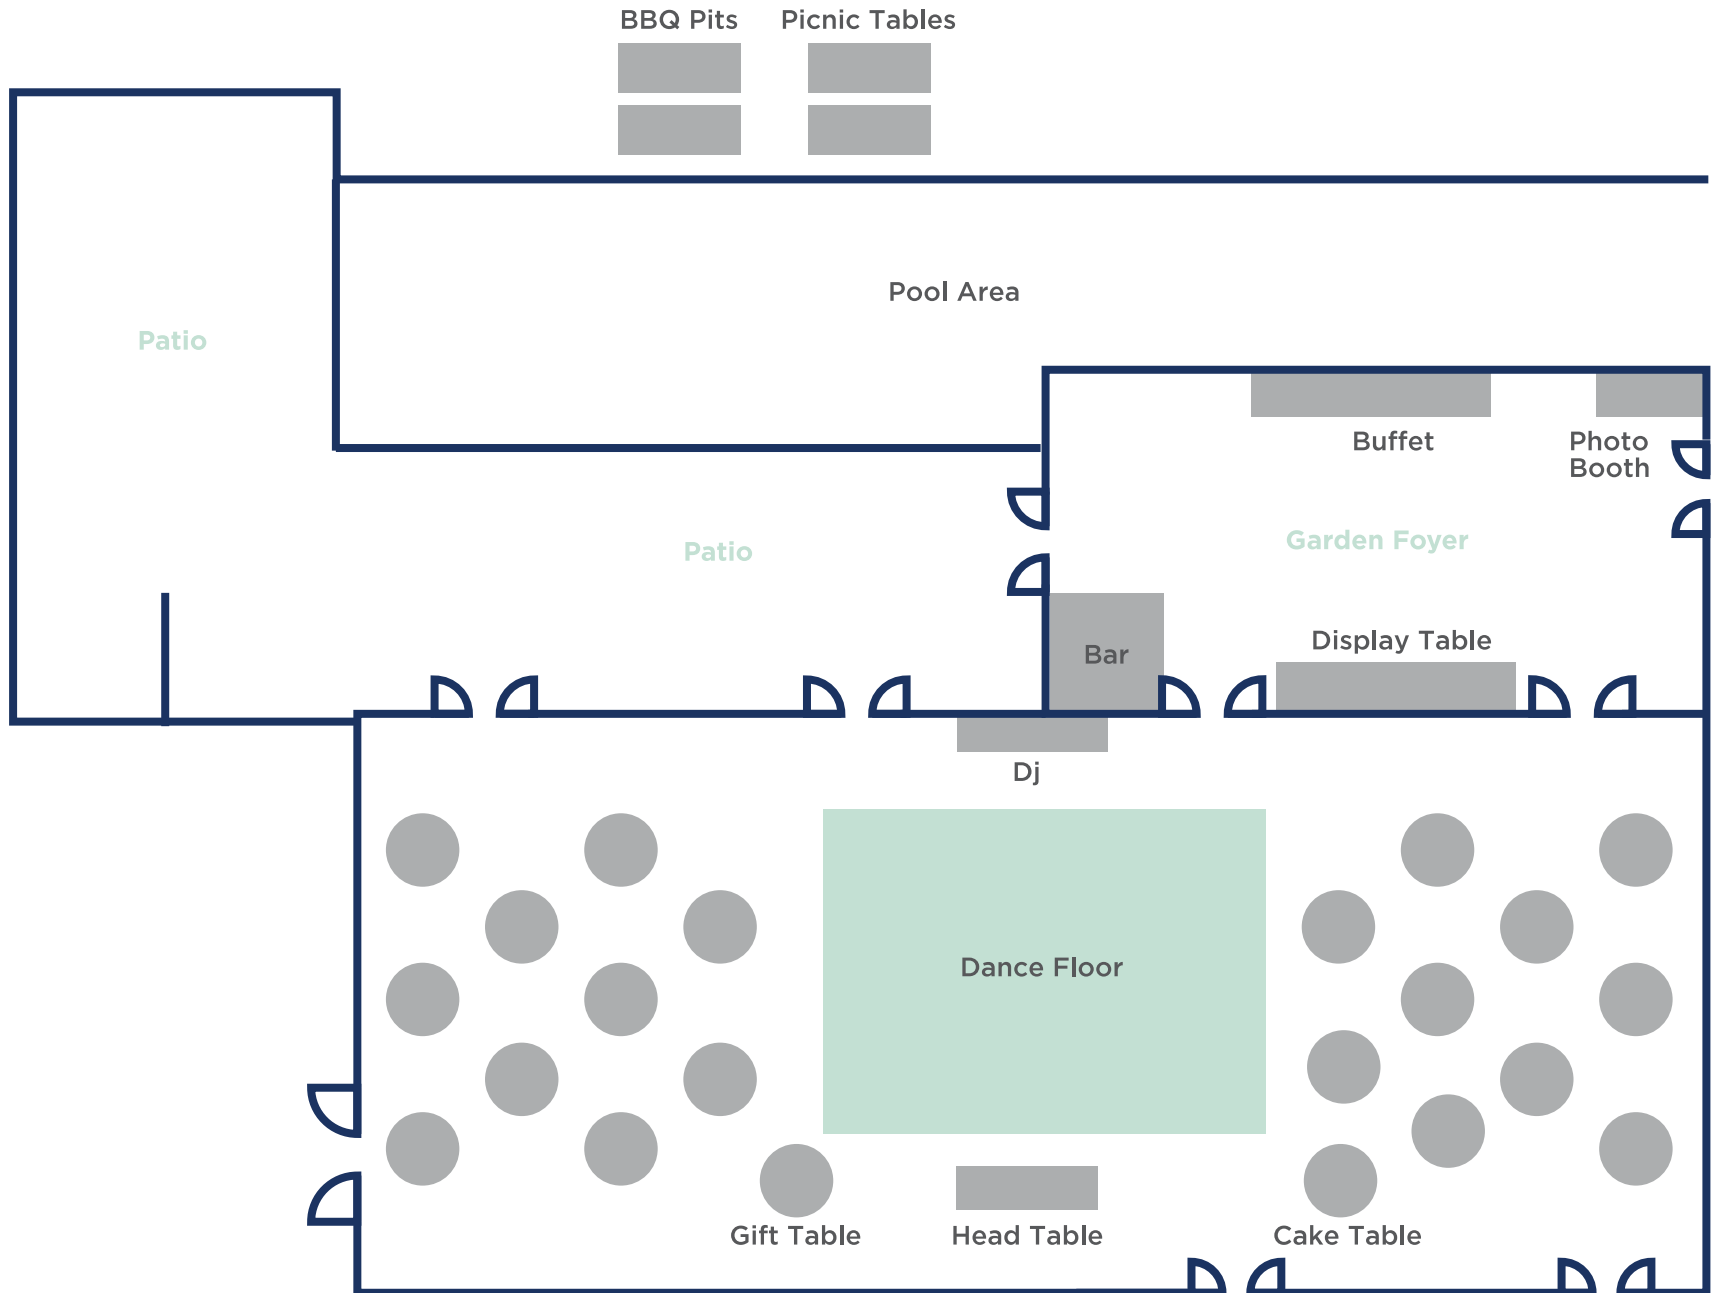 BBQ Pits
Picnic Tables
Pool Area
Patio
Buffet
Photo
Booth
Garden Foyer
Patio
Display Table
Bar
Dj
Dance Floor
Gift Table
Head Table
Cake Table